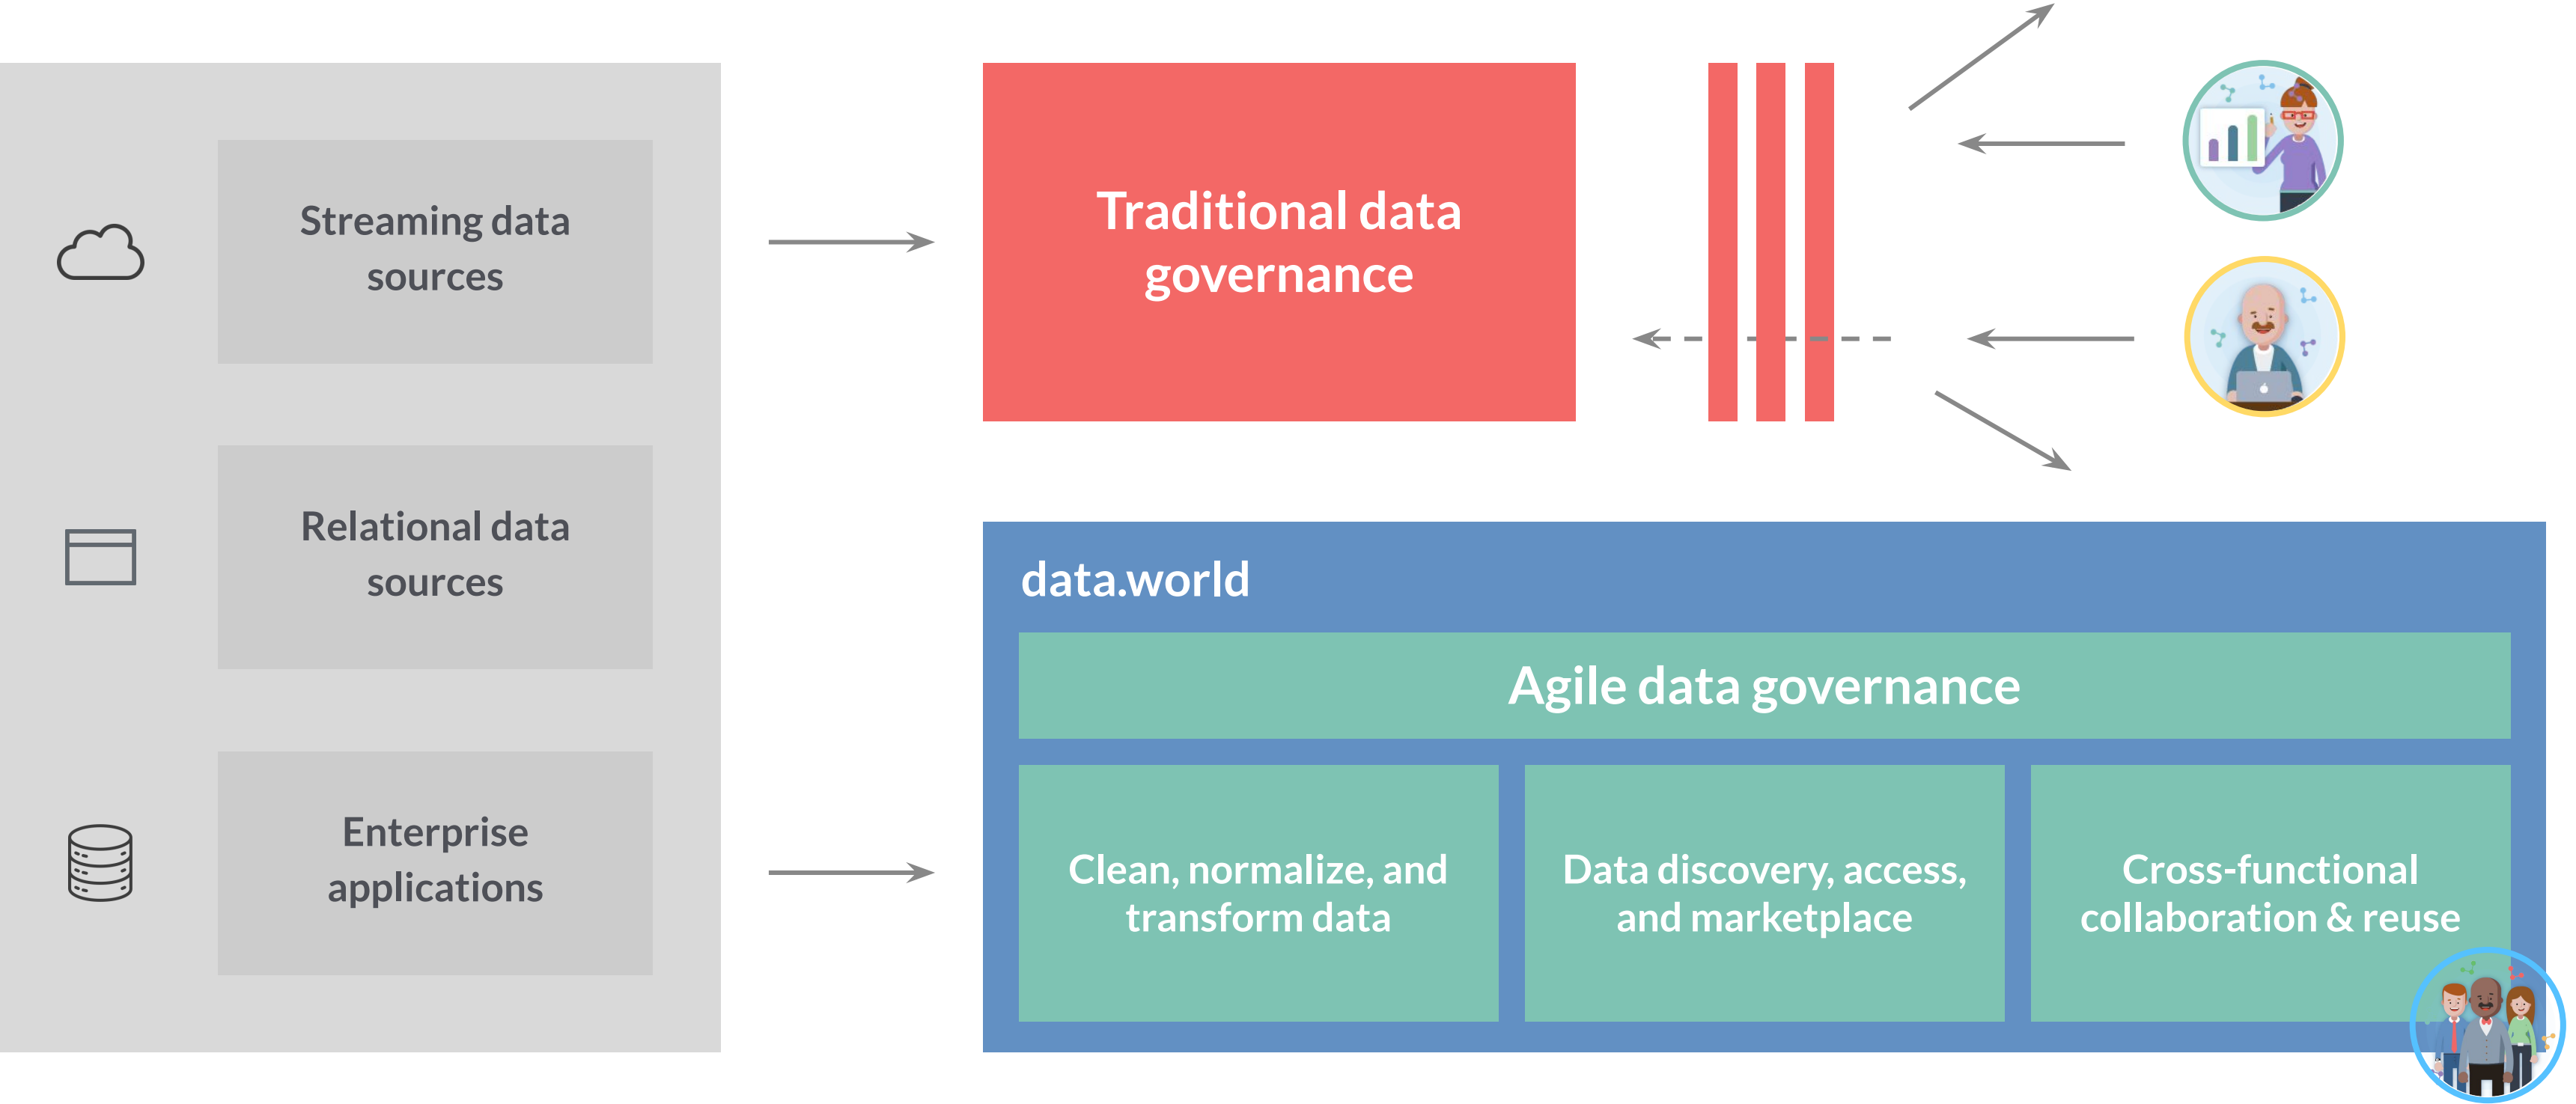 Streaming data
sources
Relational data
sources
Enterprise
applications
Traditional data
governance
data.world
Agile data governance
Clean, normalize, and
transform data
Data discovery, access,
and marketplace
Cross-functional
collaboration & reuse